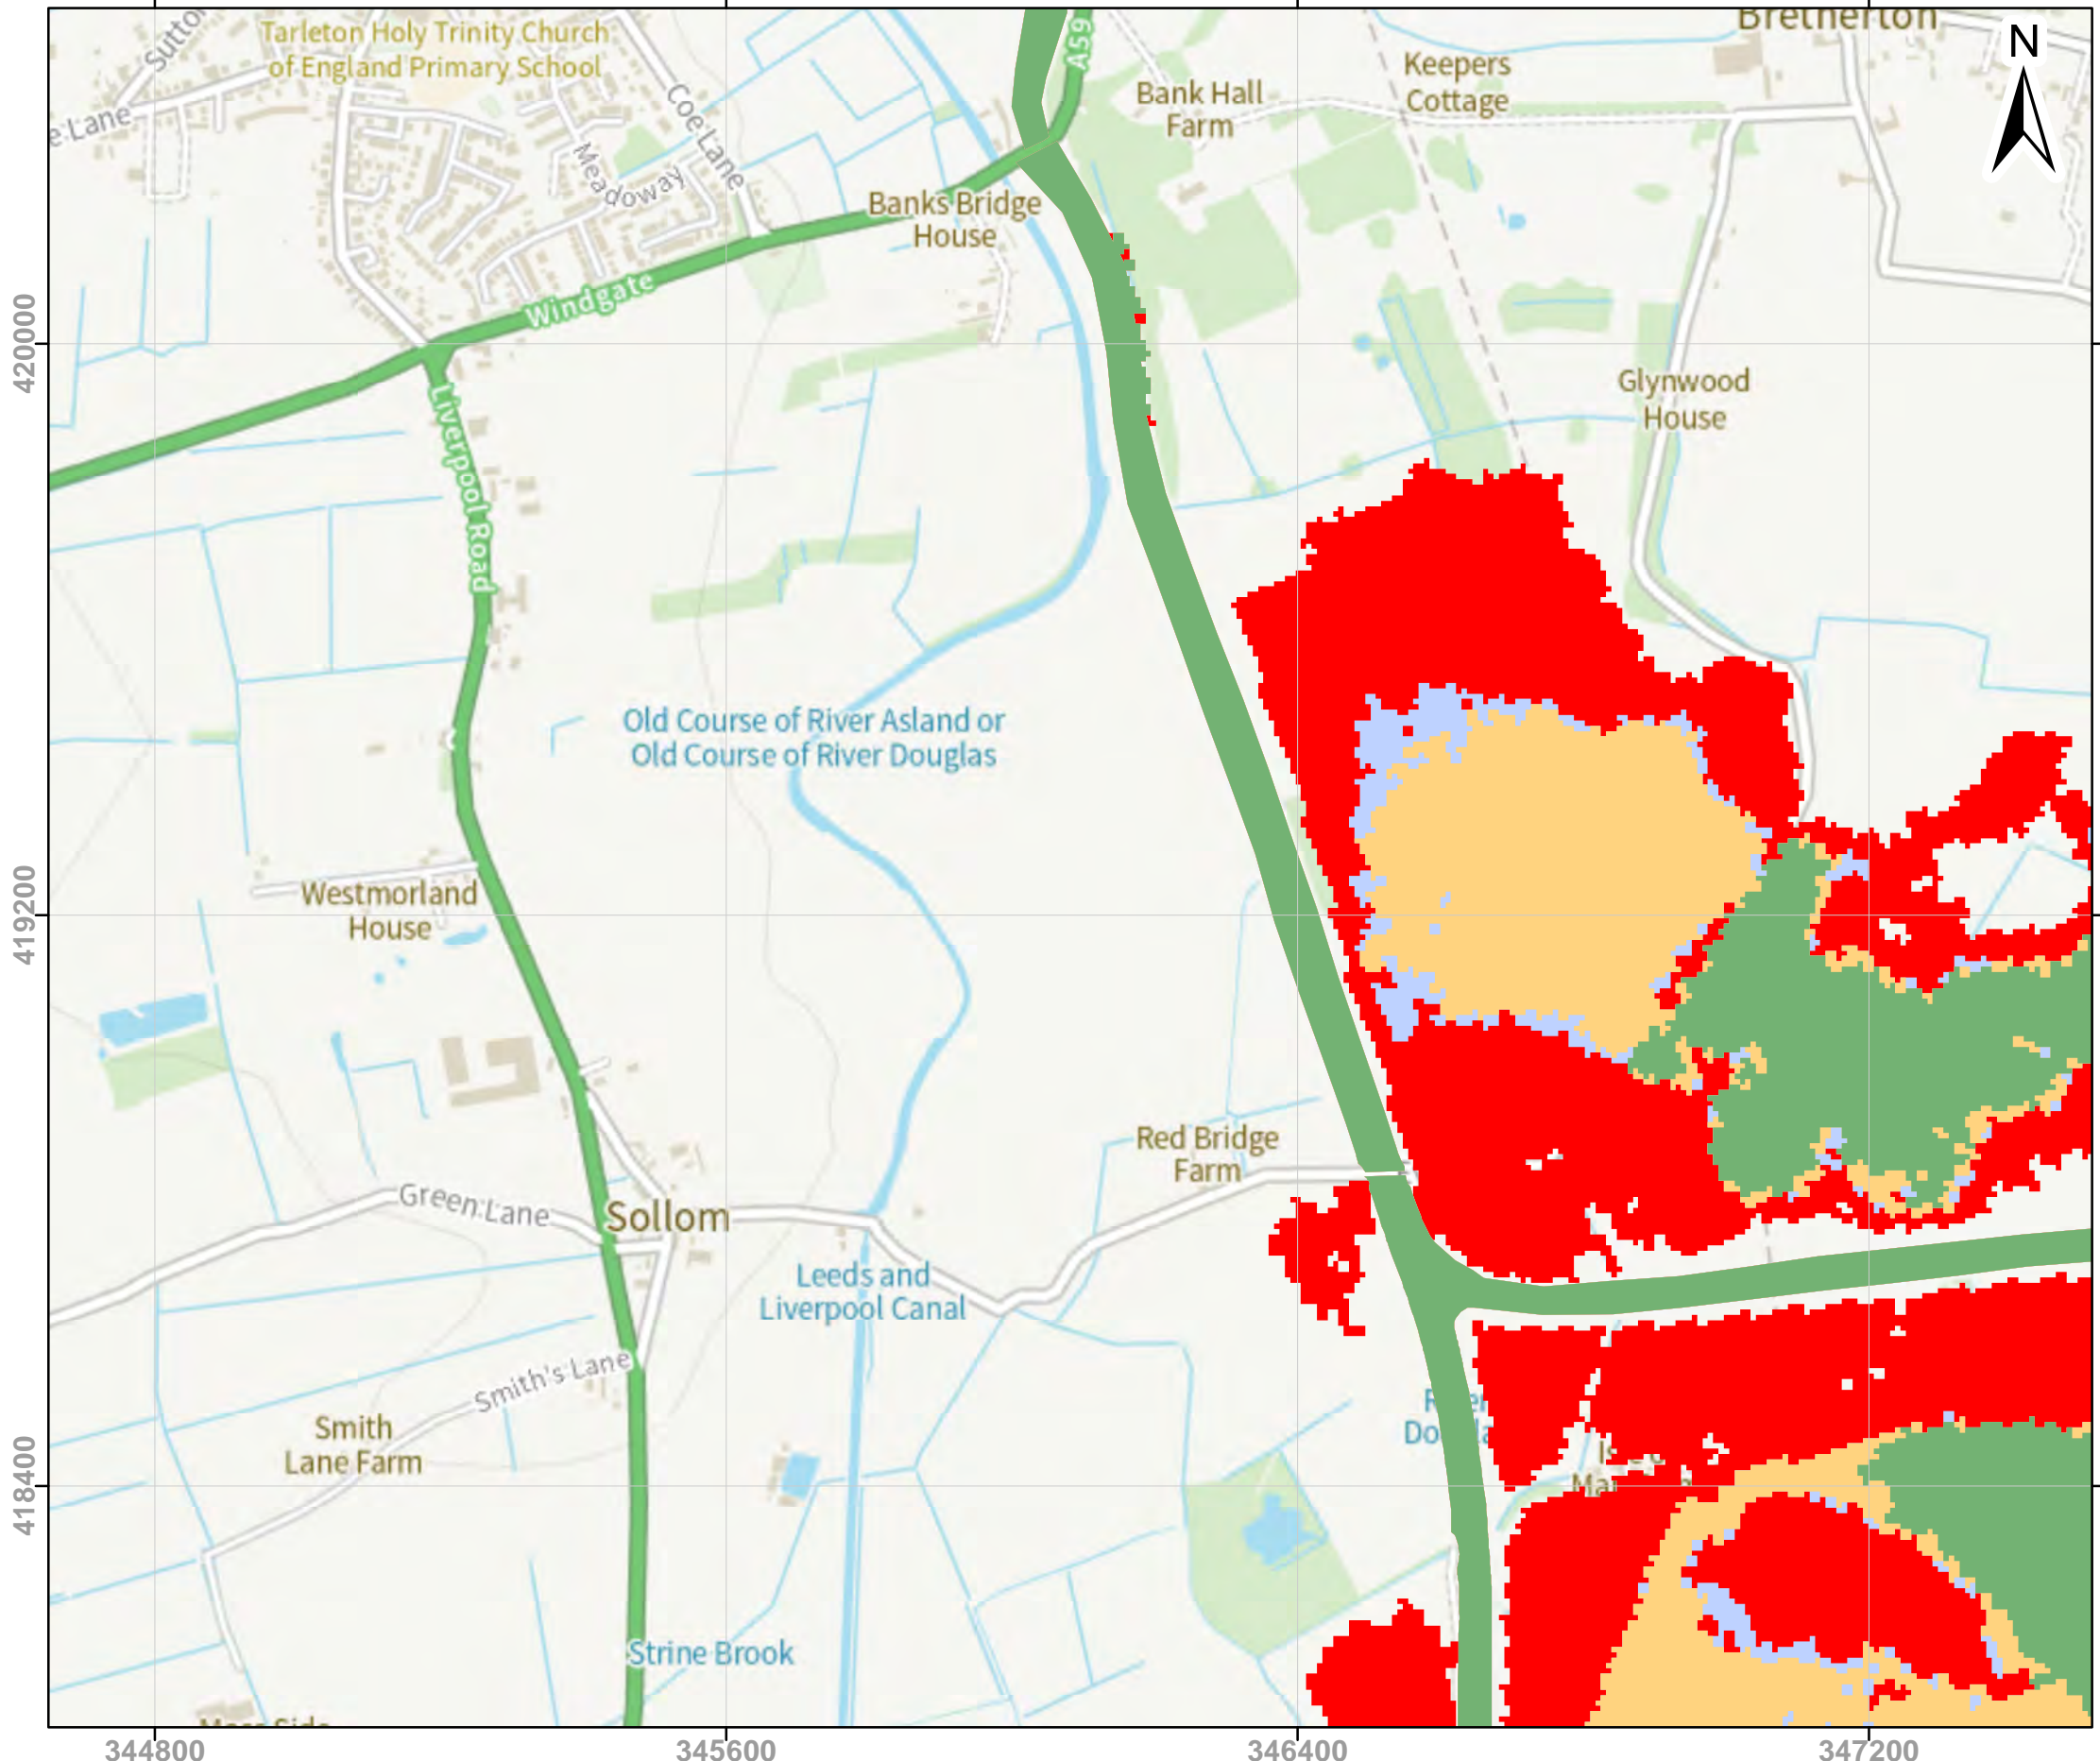 Bretherton
N
Tarleton Holy Trinity Church
of England Primary School
Sutto
e Lane
Coe Lane
Meadoway
A59
Bank Hall
Farm
Keepers
Cottage
Banks Bridge
House
Windgate
Liverpool Road
Glynwood
House
Old Course of River Asland or
Old Course of River Douglas
Westmorland
House
Red Bridge
Farm
Green Lane
Sollom
Leeds and
Liverpool Canal
Smith's Lane
Smith
Lane Farm
Strine Brook
420000
419200
418400
344800
345600
346400
347200